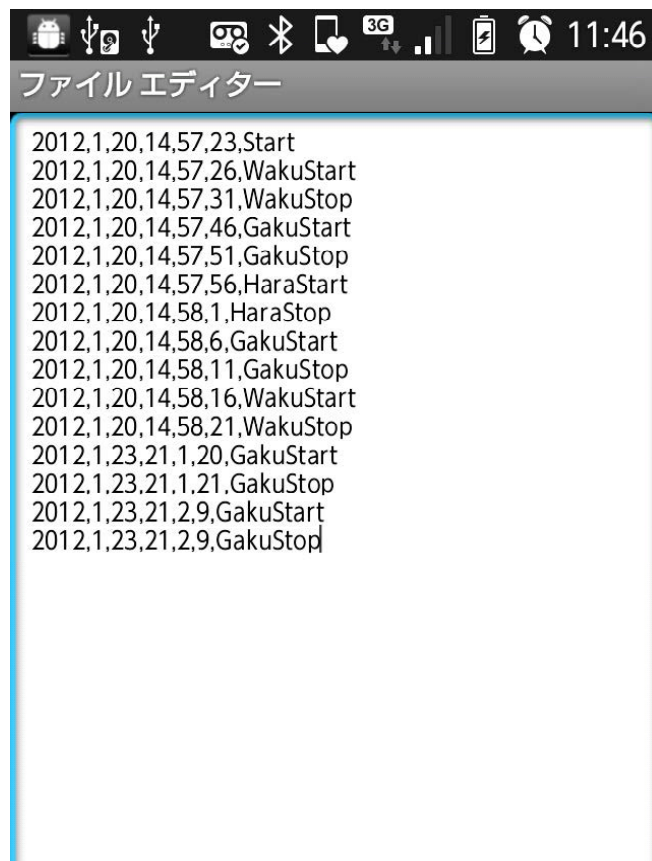 3G 11:46
ファイル エディター
2012,1,20,14,57,23,Start
2012,1,20,14,57,26,WakuStart
2012,1,20,14,57,31,WakuStop
2012,1,20,14,57,46,GakuStart
2012,1,20,14,57,51,GakuStop
2012,1,20,14,57,56,HaraStart
2012,1,20,14,58,1,HaraStop
2012,1,20,14,58,6,GakuStart
2012,1,20,14,58,11,GakuStop
2012,1,20,14,58,16,WakuStart
2012,1,20,14,58,21,WakuStop
2012,1,23,21,1,20,GakuStart
2012,1,23,21,1,21,GakuStop
2012,1,23,21,2,9,GakuStart
2012,1,23,21,2,9,GakuStop